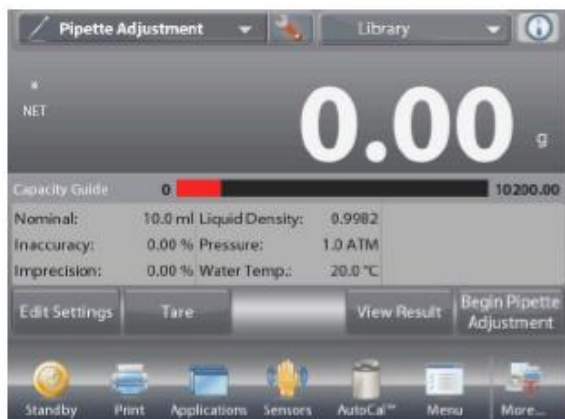 Pipette Adjustment Library
*
NET
0.00 g
Capacity Guide 0 10200.00
Nominal: 10.0 ml Liquid Density: 0.9982
Inaccuracy: 0.00 % Pressure: 1.0 ATM
Imprecision: 0.00 % Water Temp.: 20.0 °C
Edit Settings Tare View Result Begin Pipette
Adjustment
Standby Print Applications Sensors AutoCal™ Menu More...